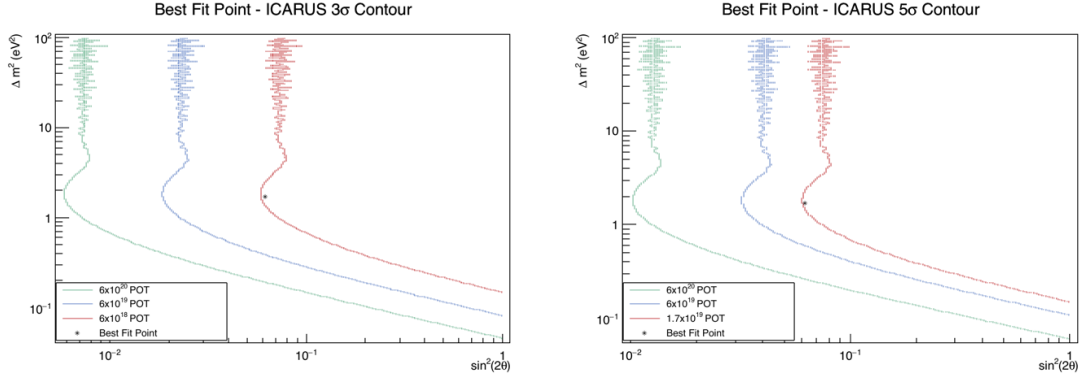 Best Fit Point - ICARUS 3σ Contour
Δ m² (eV²)
10²
10
1
10⁻¹
6x10²⁰ POT
6x10¹⁹ POT
6x10¹⁸ POT
Best Fit Point
10⁻²
10⁻¹
1
sin²(2θ)
Best Fit Point - ICARUS 5σ Contour
Δ m² (eV²)
10²
10
1
10⁻¹
6x10²⁰ POT
6x10¹⁹ POT
1.7x10¹⁹ POT
Best Fit Point
10⁻²
10⁻¹
1
sin²(2θ)